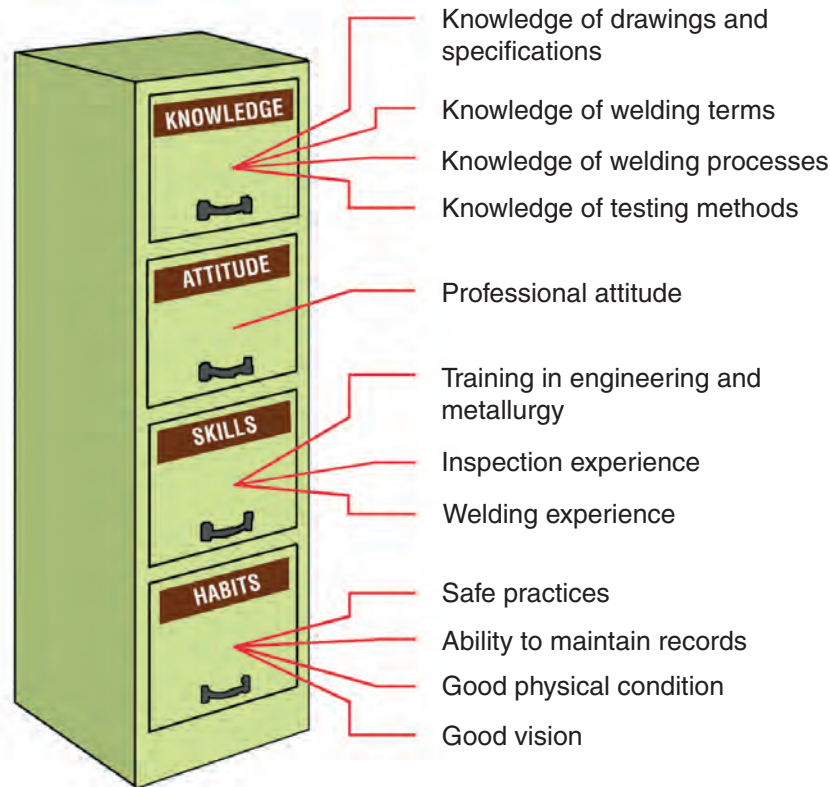 Knowledge of drawings and
specifications
KNOWLEDGE
Knowledge of welding terms
Knowledge of welding processes
Knowledge of testing methods
ATTITUDE
Professional attitude
Training in engineering and
metallurgy
SKILLS
Inspection experience
Welding experience
HABITS
Safe practices
Ability to maintain records
Good physical condition
Good vision